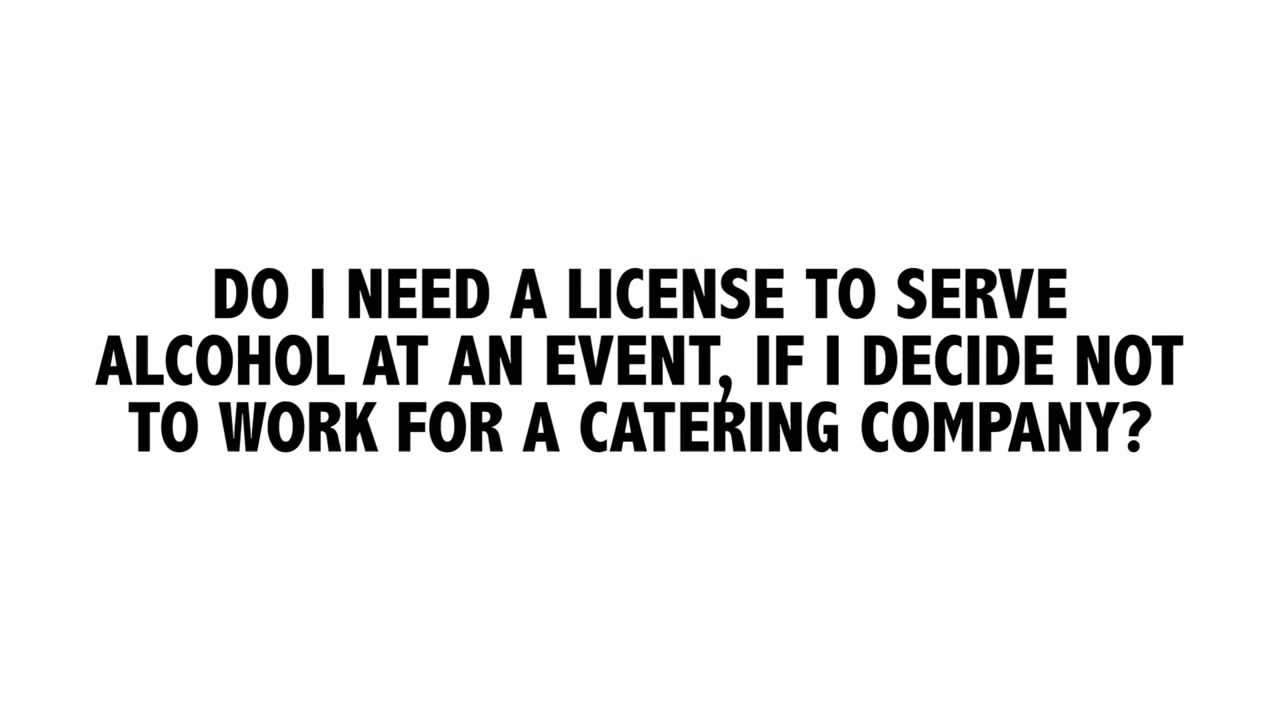 DO I NEED A LICENSE TO SERVE
ALCOHOL AT AN EVENT, IF I DECIDE NOT
TO WORK FOR A CATERING COMPANY?